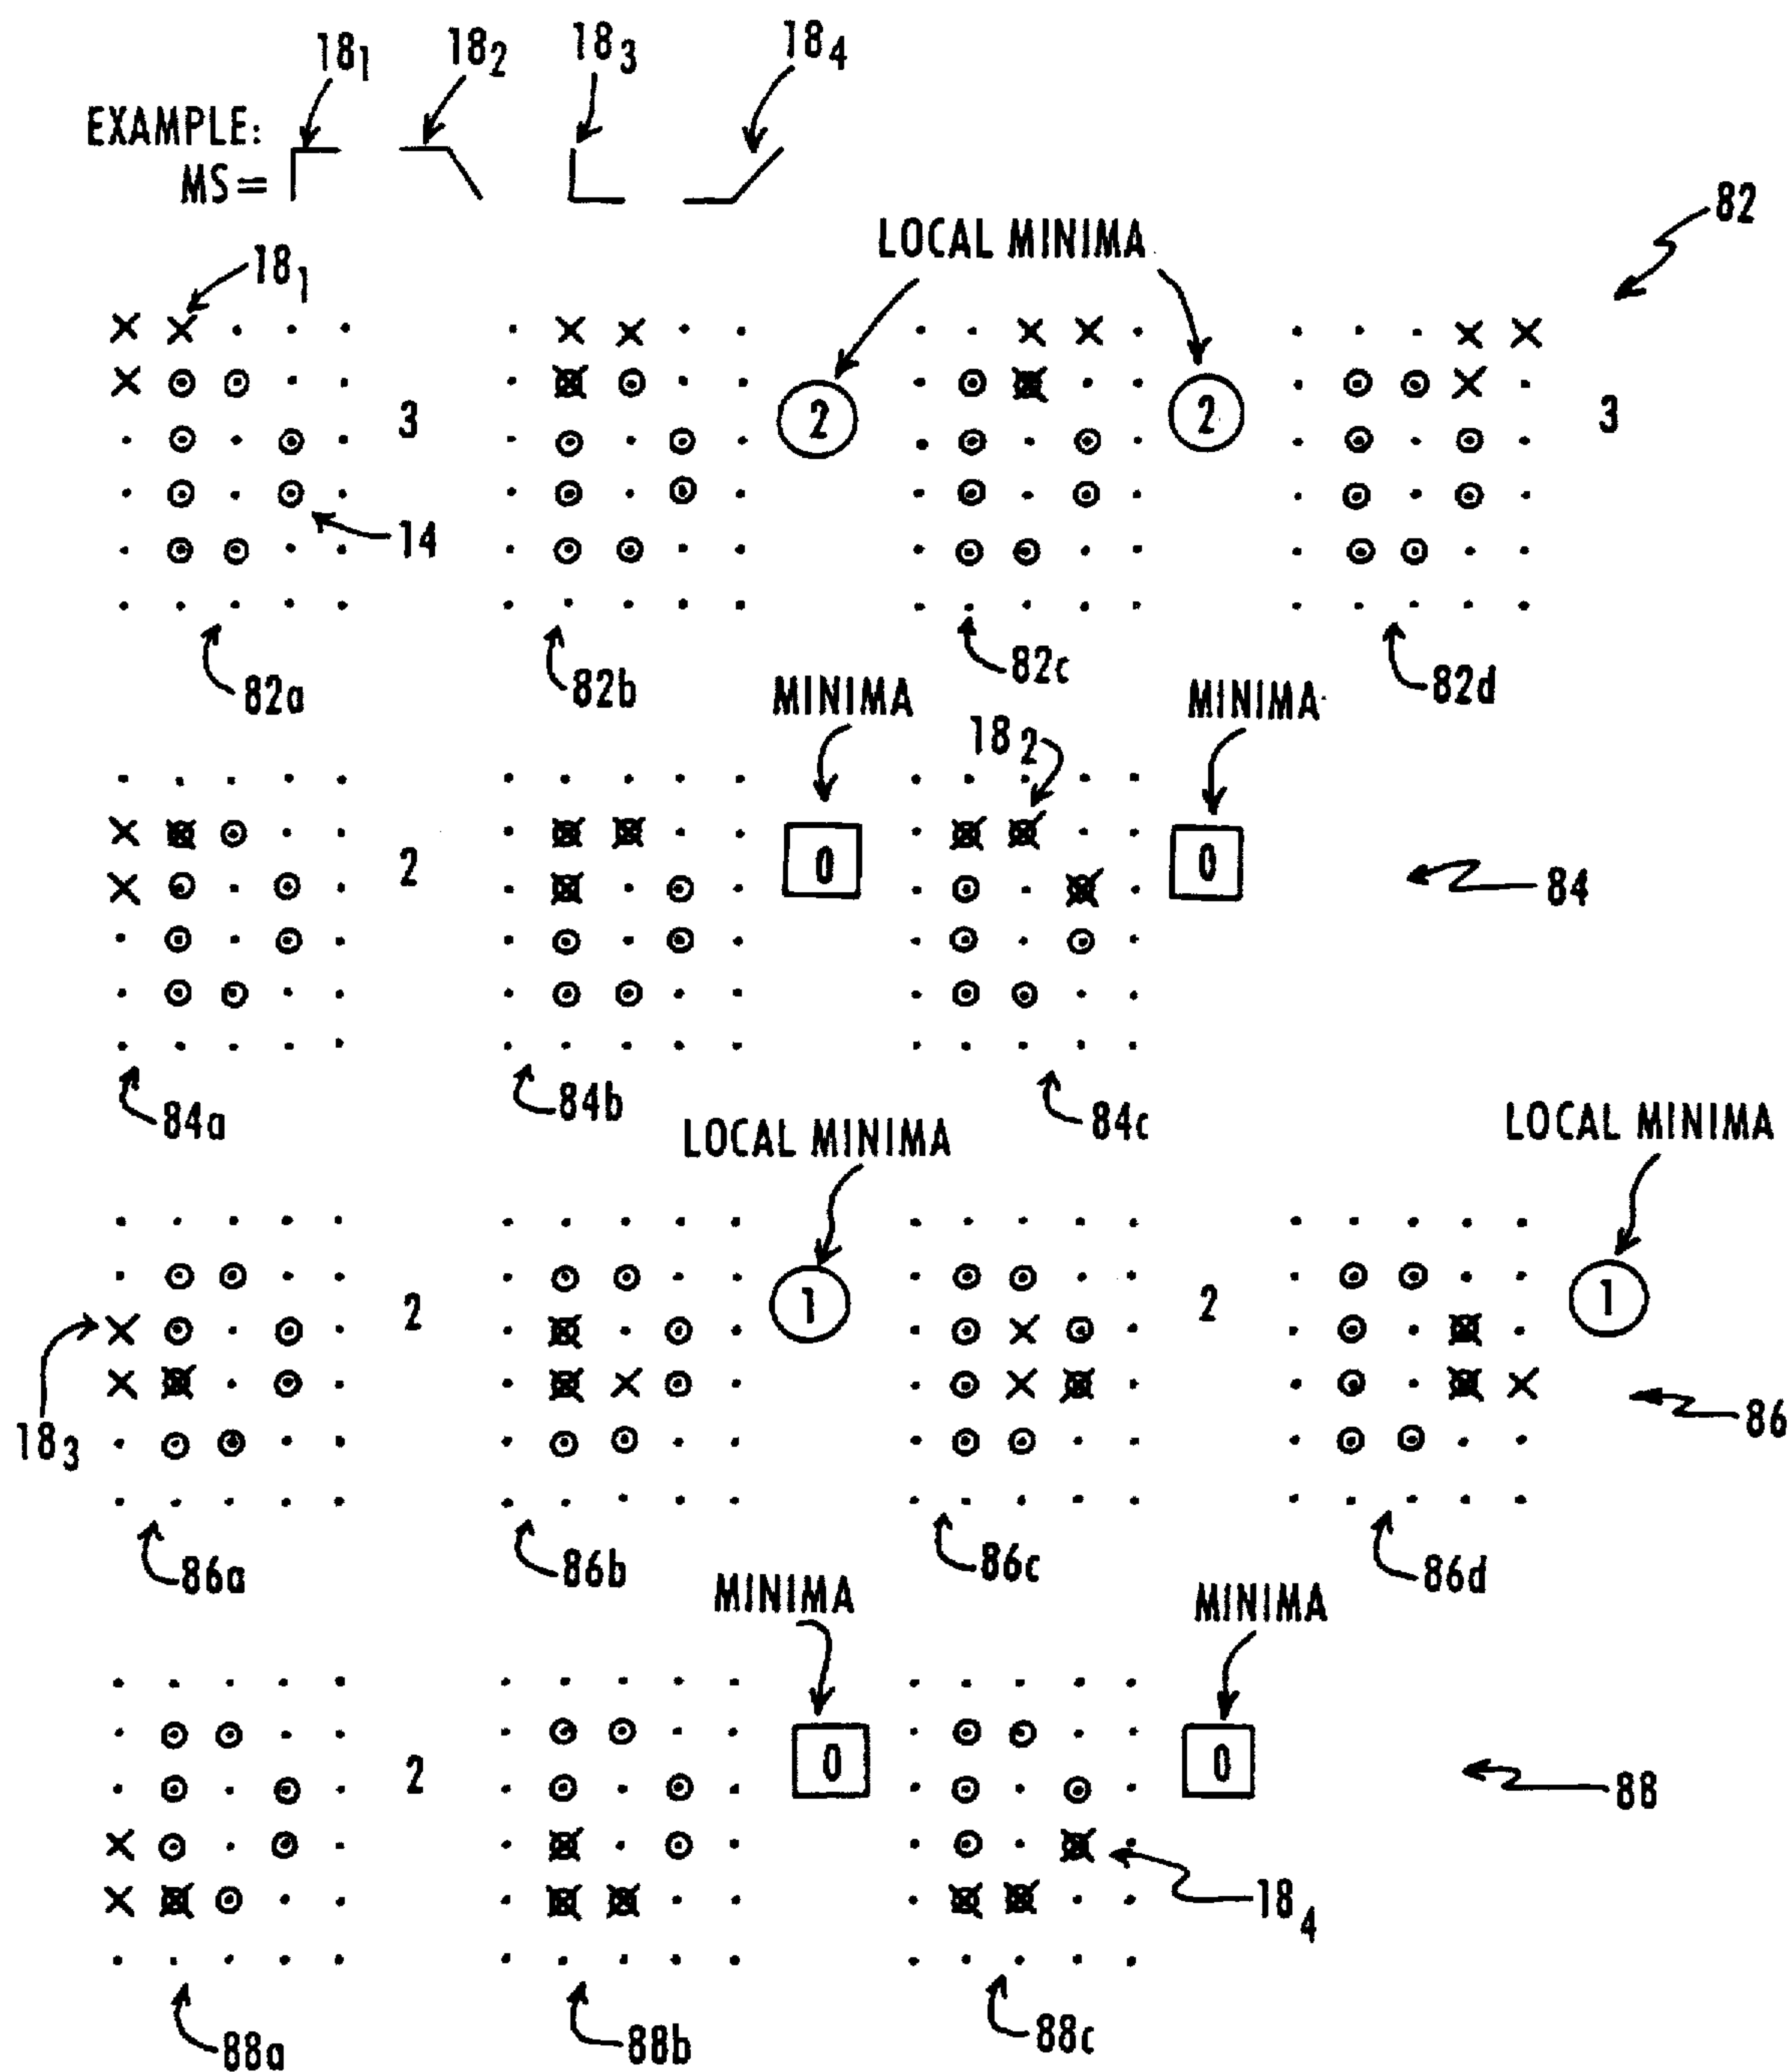 18₁ 18₂ 18₃ 18₄
EXAMPLE:
MS =
82
LOCAL MINIMA
18₁
3 2 2 3
14
82a 82b 82c 82d
MINIMA MINIMA
18₂
2 0 0
84
84a 84b 84c
LOCAL MINIMA LOCAL MINIMA
2 1 2 1
18₃
86
86a 86b 86c 86d
MINIMA MINIMA
2 0 0
88
18₄
88a 88b 88c